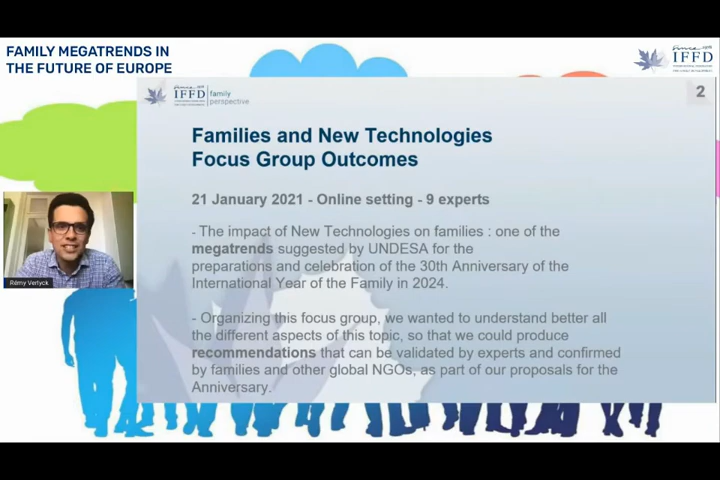 FAMILY MEGATRENDS IN
THE FUTURE OF EUROPE
IFFD
IFFD
family
perspective
2
Families and New Technologies
Focus Group Outcomes
21 January 2021 - Online setting - 9 experts
- The impact of New Technologies on families : one of the
megatrends suggested by UNDESA for the
preparations and celebration of the 30th Anniversary of the
International Year of the Family in 2024.
- Organizing this focus group, we wanted to understand better all
the different aspects of this topic, so that we could produce
recommendations that can be validated by experts and confirmed
by families and other global NGOs, as part of our proposals for the
Anniversary.
Rémy Verlyck